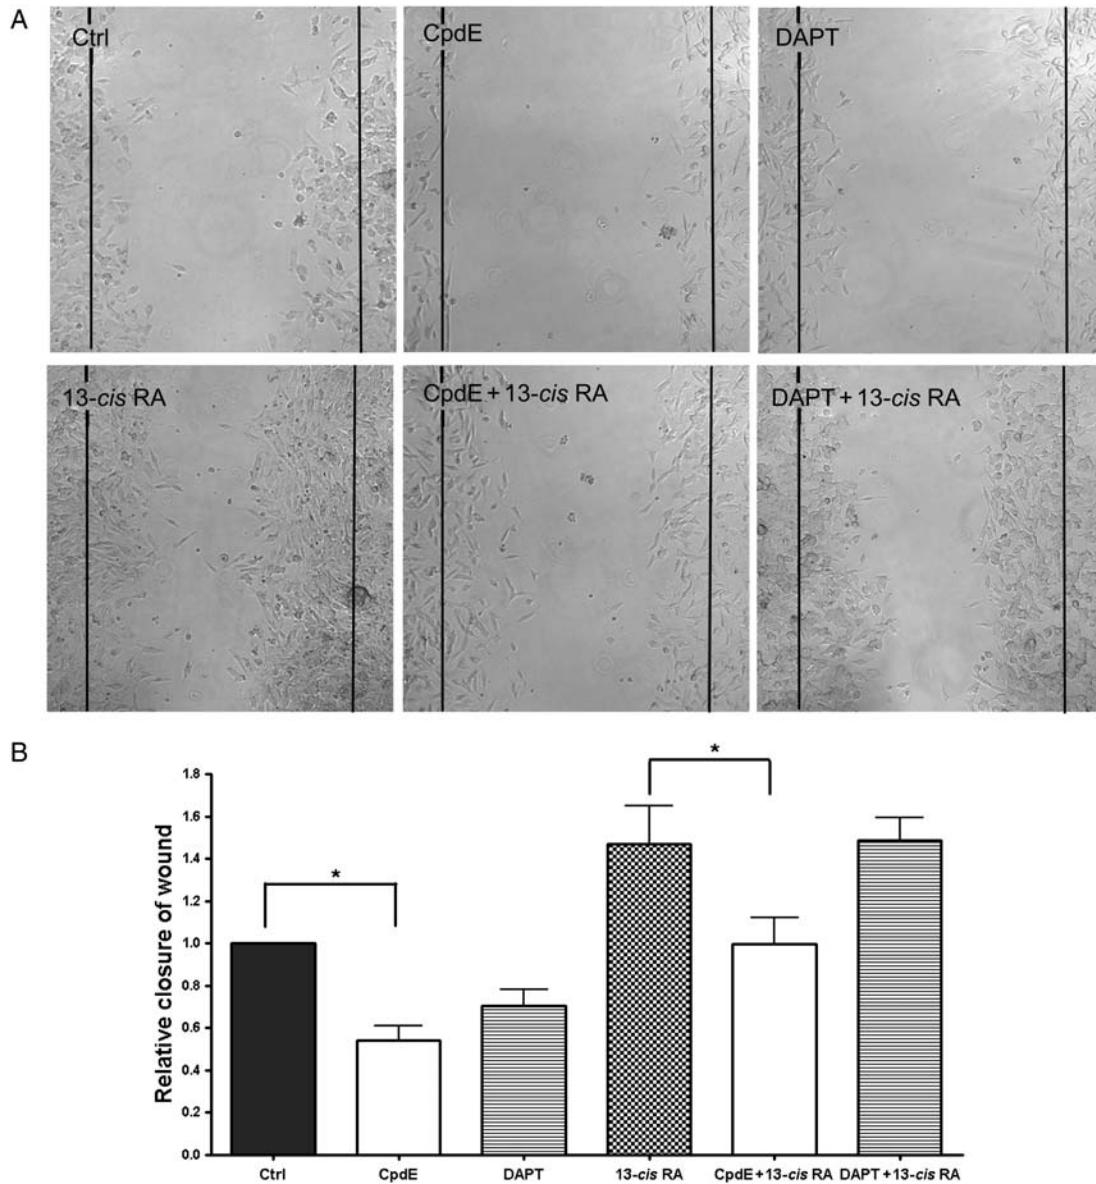 A
Ctrl
CpdE
DAPT
13-cis RA
CpdE + 13-cis RA
DAPT + 13-cis RA
B
Relative closure of wound
1.8
1.6
1.4
1.2
1.0
0.8
0.6
0.4
0.2
0.0
*
*
Ctrl
CpdE
DAPT
13-cis RA
CpdE + 13-cis RA
DAPT + 13-cis RA